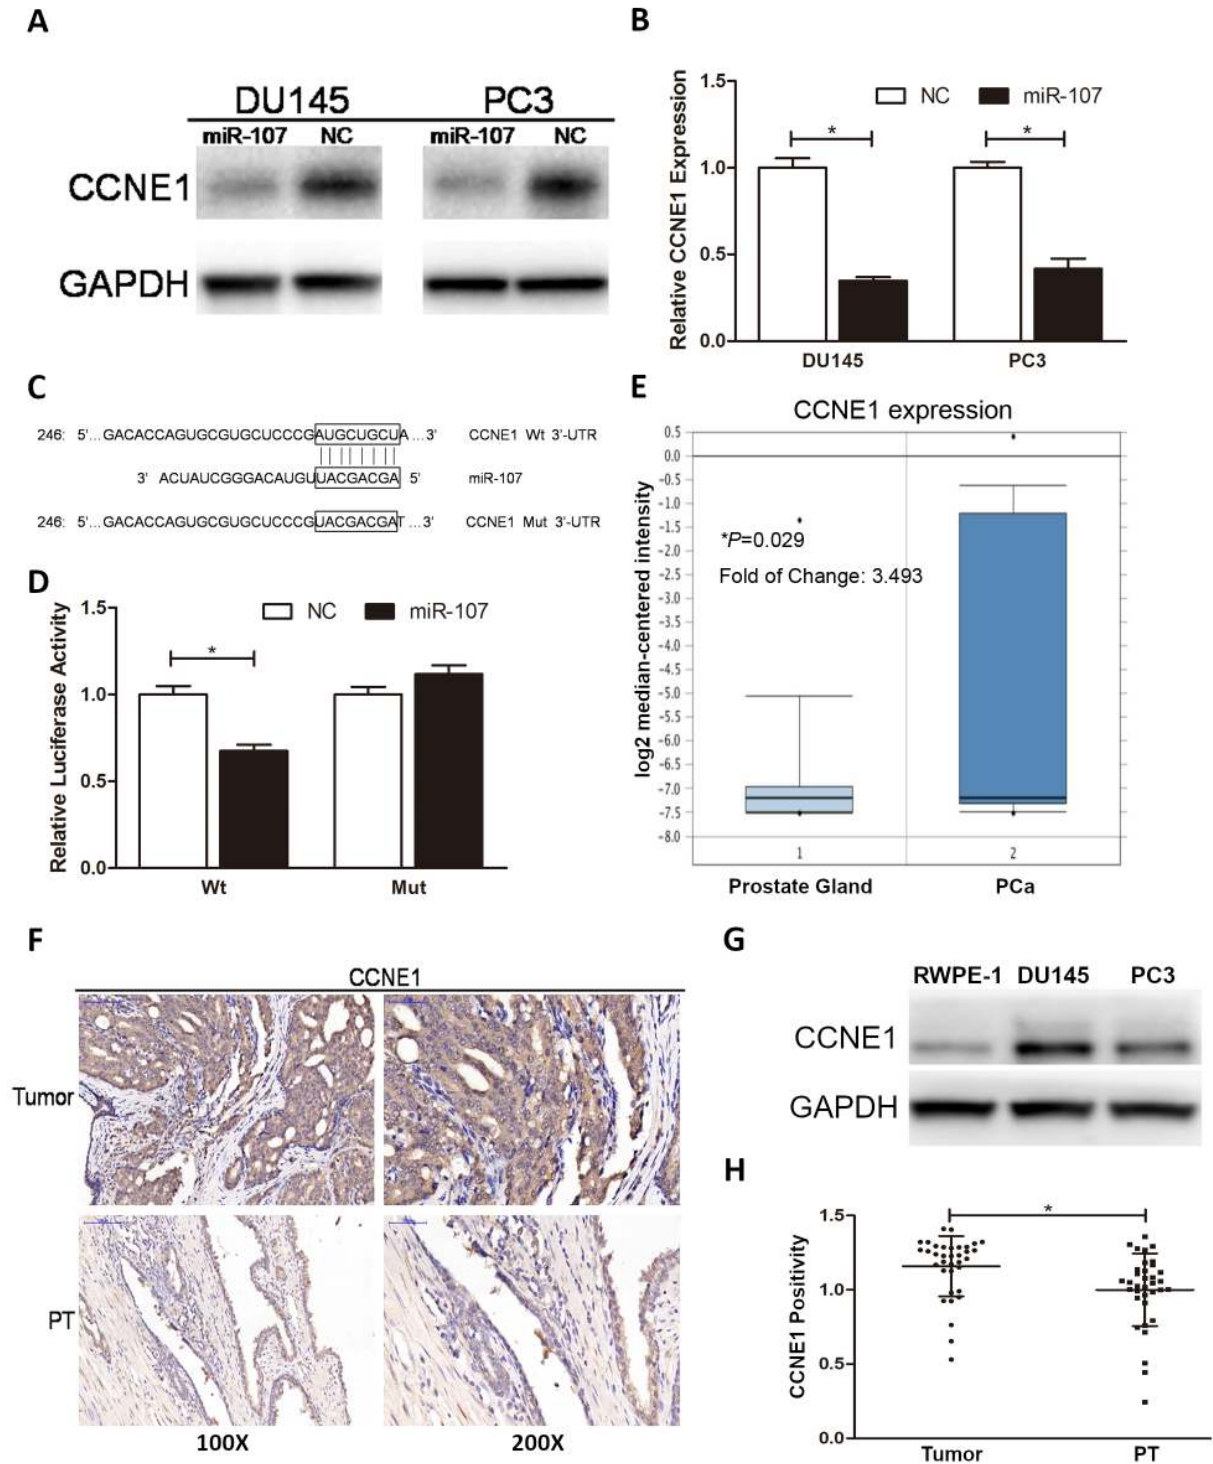 A
DU145 PC3
miR-107 NC miR-107 NC
CCNE1
GAPDH
B
Relative CCNE1 Expression
1.5
1.0
0.5
0.0
NC miR-107
* *
DU145 PC3
C
246: 5'...GACACCAGUGCGUGCUCCCGAUGCUGCUA...3' CCNE1 Wt 3'-UTR
3' ACUAUCGGGACAUGUUACGACGA 5' miR-107
246: 5'...GACACCAGUGCGUGCUCCCGUACGACGAT...3' CCNE1 Mut 3'-UTR
D
Relative Luciferase Activity
1.5
1.0
0.5
0.0
NC miR-107
*
Wt Mut
E
CCNE1 expression
log2 median-centered intensity
0.5
0.0
-0.5
-1.0
-1.5
-2.0
-2.5
-3.0
-3.5
-4.0
-4.5
-5.0
-5.5
-6.0
-6.5
-7.0
-7.5
-8.0
*P=0.029
Fold of Change: 3.493
1 2
Prostate Gland PCa
F
CCNE1
Tumor
PT
100X 200X
G
RWPE-1 DU145 PC3
CCNE1
GAPDH
H
CCNE1 Positivity
1.5
1.0
0.5
0.0
*
Tumor PT